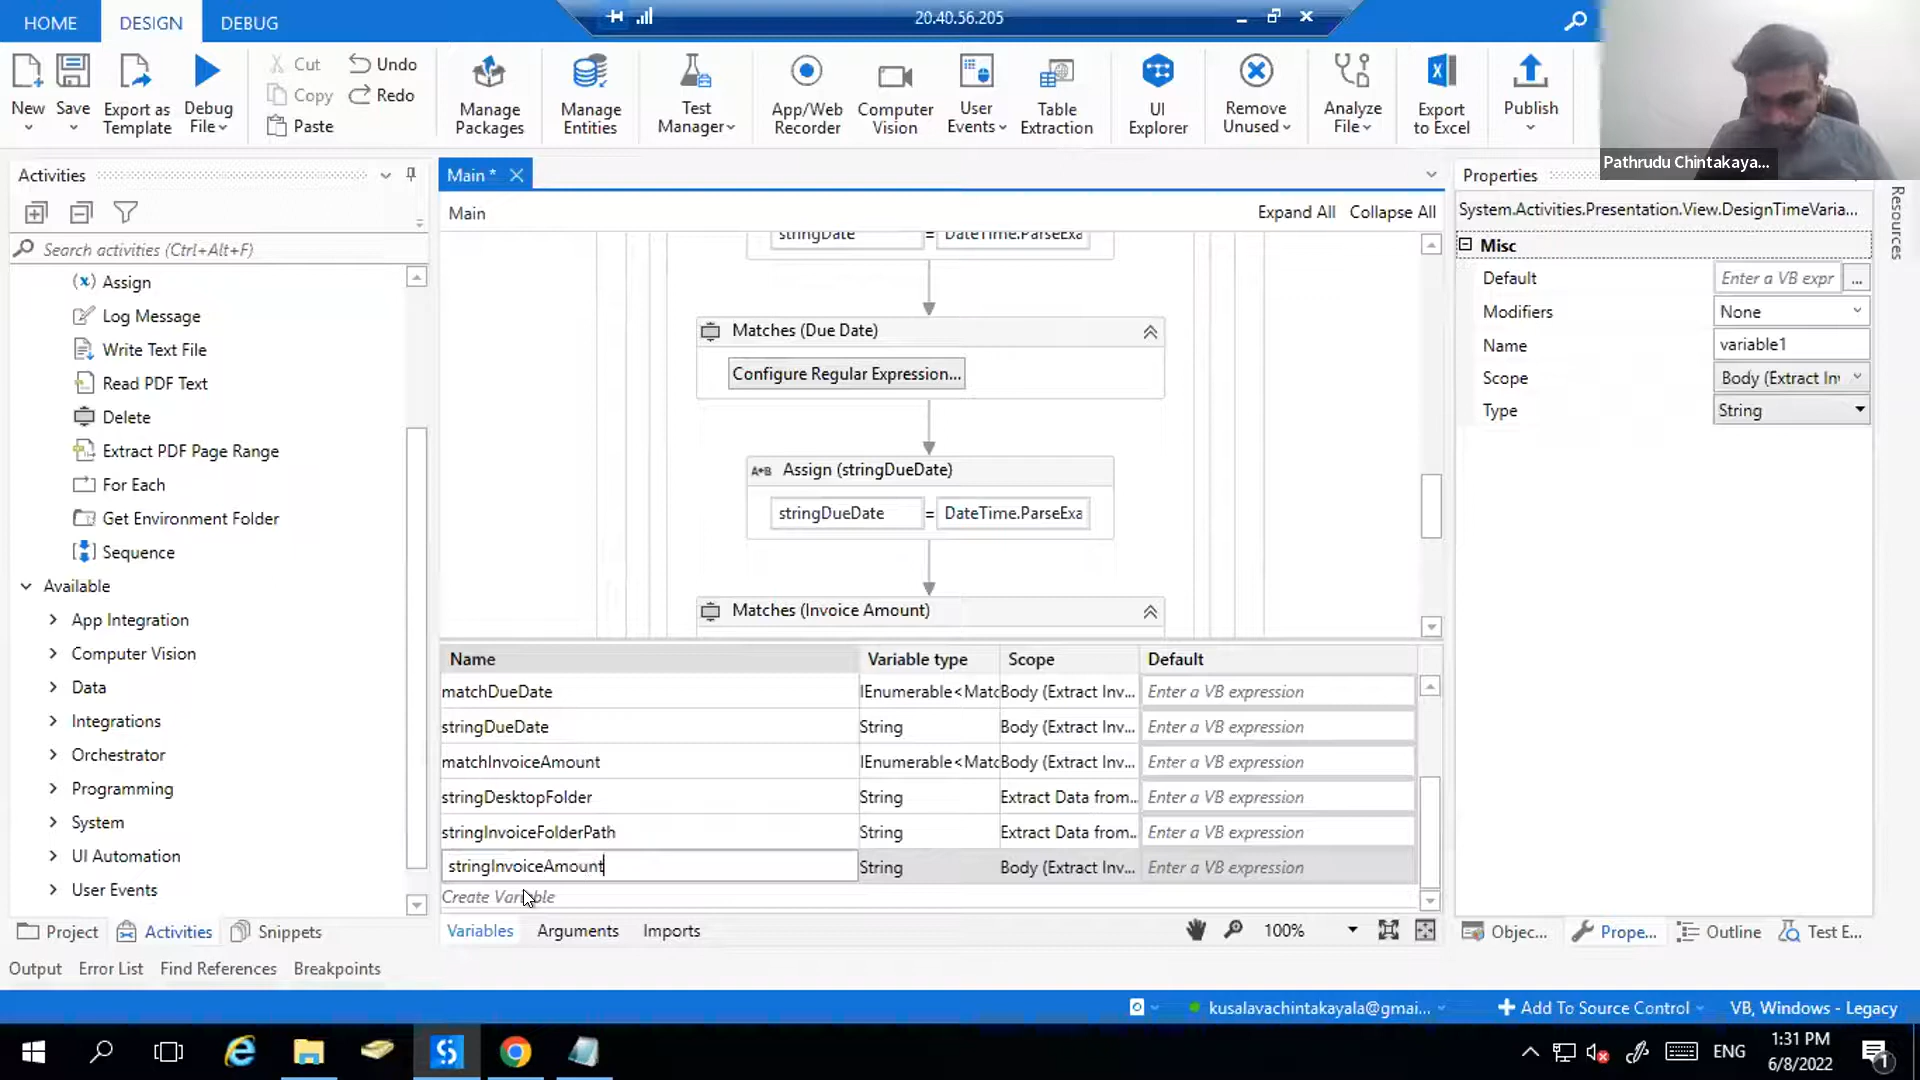 HOME
DESIGN
DEBUG
20.40.56.205
New
Save
Export as
Template
Debug
File
Cut
Copy
Paste
Undo
Redo
Manage
Packages
Manage
Entities
Test
Manager
App/Web
Recorder
Computer
Vision
User
Events
Table
Extraction
UI
Explorer
Remove
Unused
Analyze
File
Export
to Excel
Publish
Pathrudu Chintakaya...
Activities
Search activities (Ctrl+Alt+F)
Assign
Log Message
Write Text File
Read PDF Text
Delete
Extract PDF Page Range
For Each
Get Environment Folder
Sequence
Available
App Integration
Computer Vision
Data
Integrations
Orchestrator
Programming
System
UI Automation
User Events
Project
Activities
Snippets
Main *
Main
Expand All
Collapse All
stringDate = DateTime.ParseExa
Matches (Due Date)
Configure Regular Expression...
A+B Assign (stringDueDate)
stringDueDate = DateTime.ParseExa
Matches (Invoice Amount)
Name Variable type Scope Default
matchDueDate IEnumerable<Matc Body (Extract Inv... Enter a VB expression
stringDueDate String Body (Extract Inv... Enter a VB expression
matchInvoiceAmount IEnumerable<Matc Body (Extract Inv... Enter a VB expression
stringDesktopFolder String Extract Data from... Enter a VB expression
stringInvoiceFolderPath String Extract Data from... Enter a VB expression
stringInvoiceAmount String Body (Extract Inv... Enter a VB expression
Create Variable
Variables
Arguments
Imports
100%
Properties
System.Activities.Presentation.View.DesignTimeVaria...
Misc
Default Enter a VB expr ...
Modifiers None
Name variable1
Scope Body (Extract In
Type String
Resources
Objec...
Prope...
Outline
Test E...
Output
Error List
Find References
Breakpoints
kusalavachintakayala@gmai...
Add To Source Control
VB, Windows - Legacy
ENG
1:31 PM
6/8/2022
1